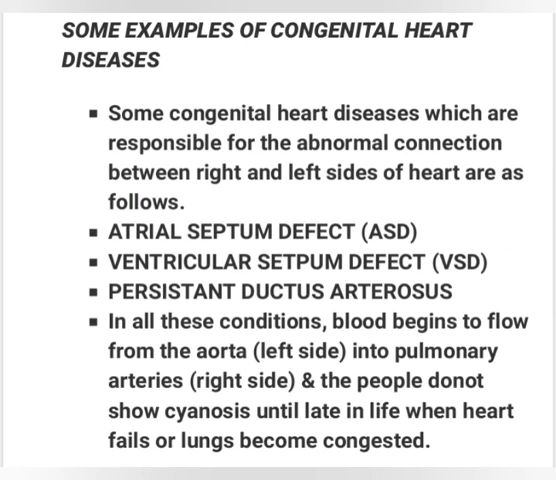 SOME EXAMPLES OF CONGENITAL HEART
DISEASES
▪ Some congenital heart diseases which are
responsible for the abnormal connection
between right and left sides of heart are as
follows.
▪ ATRIAL SEPTUM DEFECT (ASD)
▪ VENTRICULAR SETPUM DEFECT (VSD)
▪ PERSISTANT DUCTUS ARTEROSUS
▪ In all these conditions, blood begins to flow
from the aorta (left side) into pulmonary
arteries (right side) & the people donot
show cyanosis until late in life when heart
fails or lungs become congested.